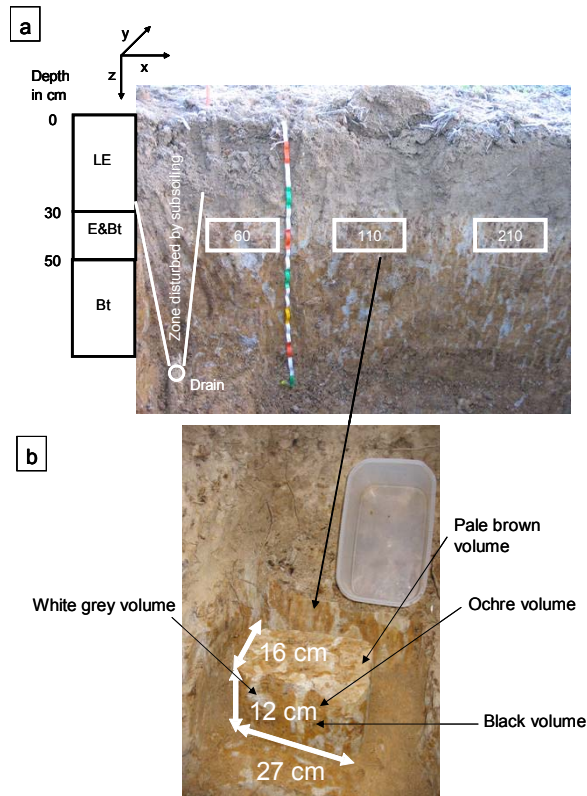 a
y
x
z
Depth
in cm
0
LE
30
E&Bt
50
Bt
Zone disturbed by subsoiling
60
110
210
Drain
b
Pale brown
volume
White grey volume
Ochre volume
16 cm
12 cm
Black volume
27 cm